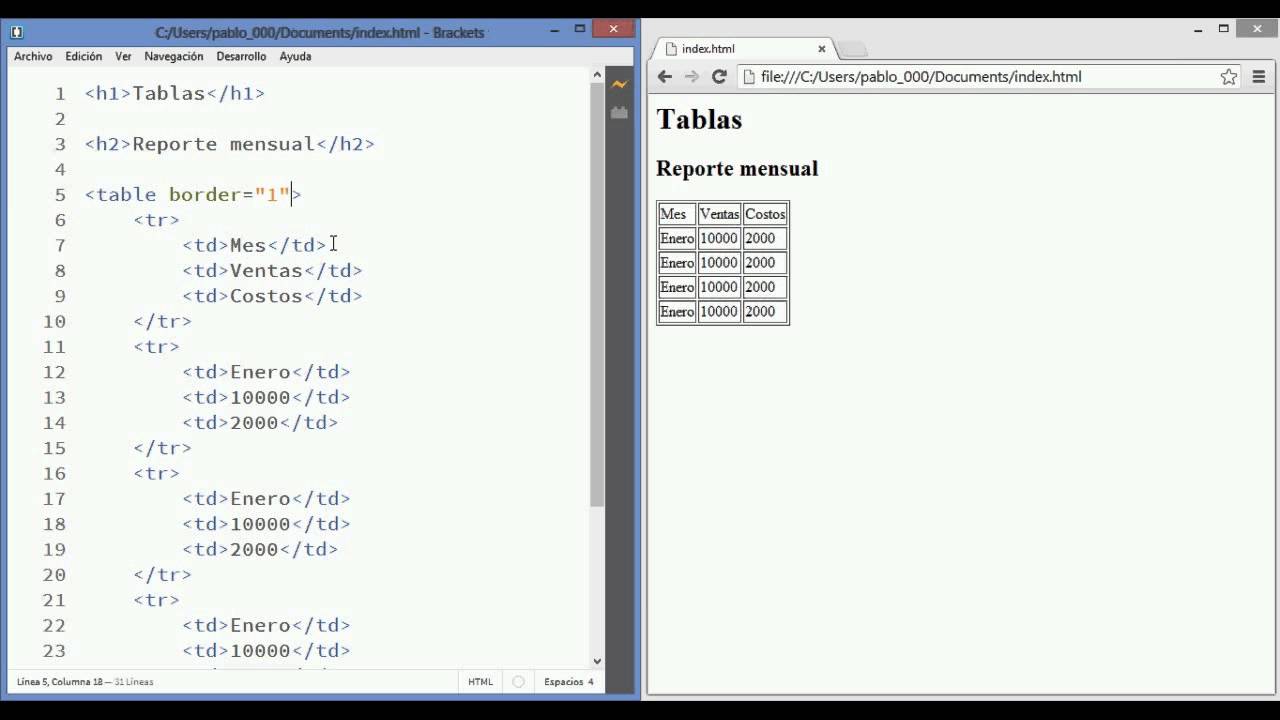 C:/Users/pablo_000/Documents/index.html - Brackets
Archivo Edición Ver Navegación Desarrollo Ayuda
1 <h1>Tablas</h1>
2
3 <h2>Reporte mensual</h2>
4
5 <table border="1">
6 <tr>
7 <td>Mes</td>
8 <td>Ventas</td>
9 <td>Costos</td>
10 </tr>
11 <tr>
12 <td>Enero</td>
13 <td>10000</td>
14 <td>2000</td>
15 </tr>
16 <tr>
17 <td>Enero</td>
18 <td>10000</td>
19 <td>2000</td>
20 </tr>
21 <tr>
22 <td>Enero</td>
23 <td>10000</td>
Línea 5, Columna 18 — 31 Líneas HTML Espacios 4
index.html
file:///C:/Users/pablo_000/Documents/index.html
Tablas
Reporte mensual
Mes Ventas Costos
Enero 10000 2000
Enero 10000 2000
Enero 10000 2000
Enero 10000 2000